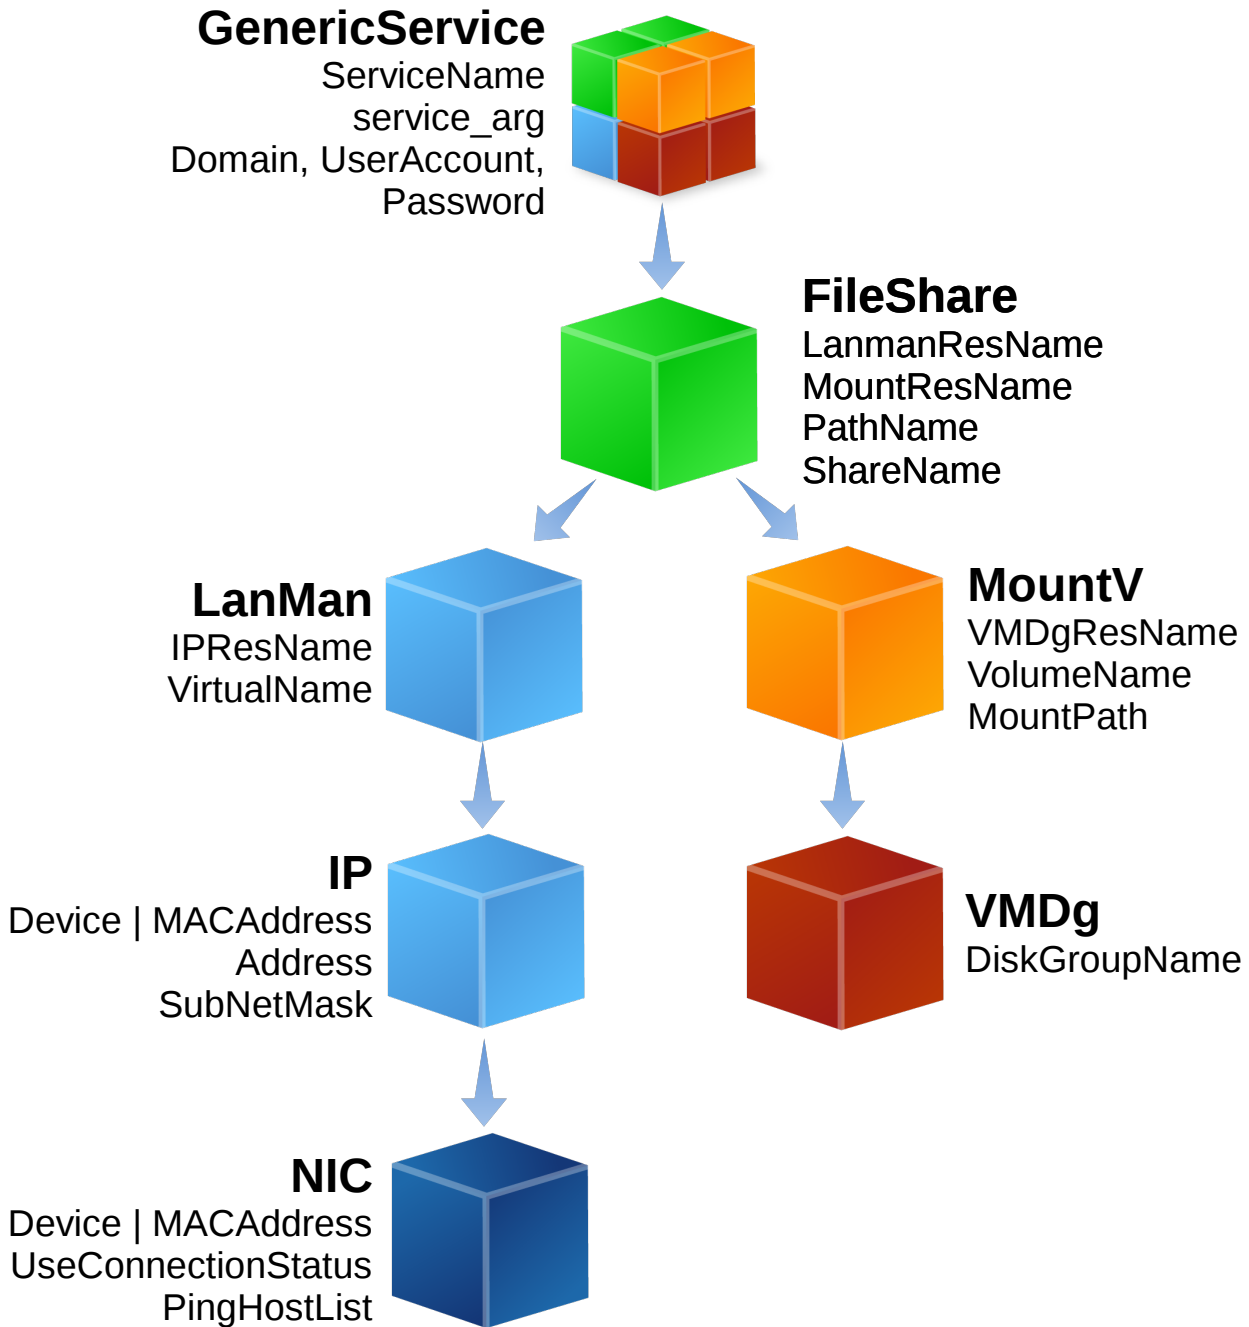 GenericService
ServiceName
service_arg
Domain, UserAccount,
Password
FileShare
LanmanResName
MountResName
PathName
ShareName
LanMan
IPResName
VirtualName
MountV
VMDgResName
VolumeName
MountPath
IP
Device | MACAddress
Address
SubNetMask
VMDg
DiskGroupName
NIC
Device | MACAddress
UseConnectionStatus
PingHostList